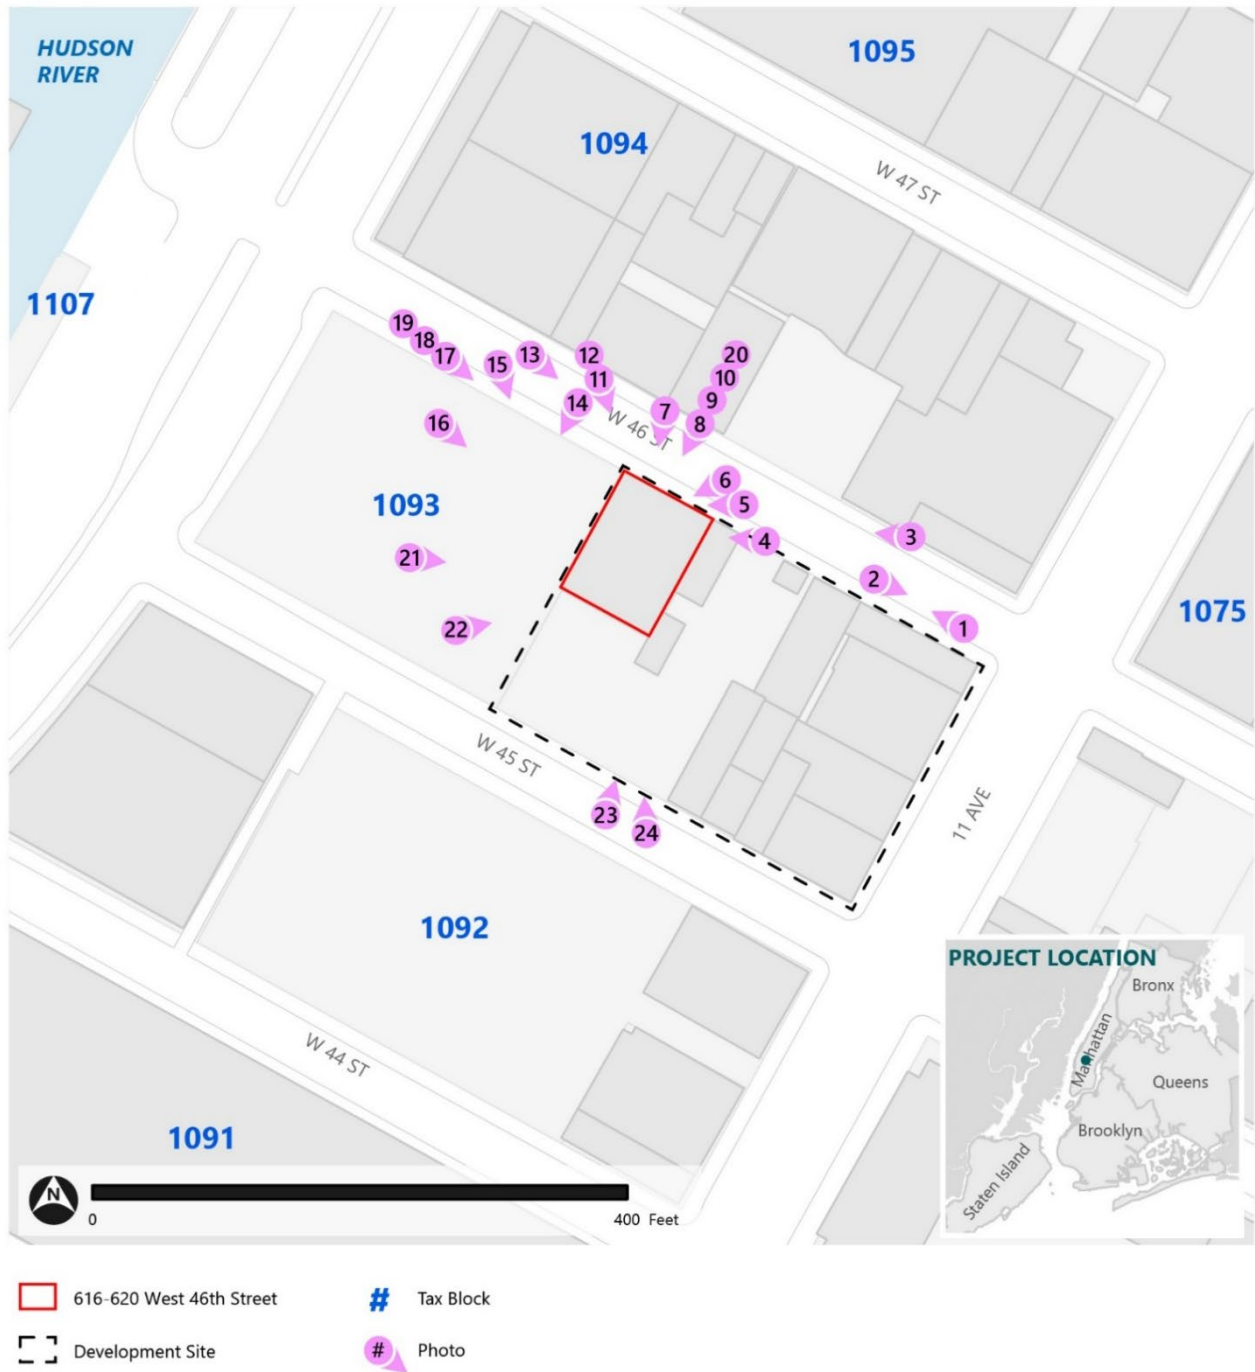 HUDSON
RIVER
1095
1094
W 47 ST
1107
19
18
17
13
12
20
15
11
10
14
7
9
8
16
W 46 ST
6
1093
5
3
4
21
2
1075
22
1
W 45 ST
11 AVE
23
24
1092
PROJECT LOCATION
Bronx
Manhattan
W 44 ST
Queens
Brooklyn
1091
Staten Island
N
0
400 Feet
616-620 West 46th Street
# Tax Block
Development Site
# Photo